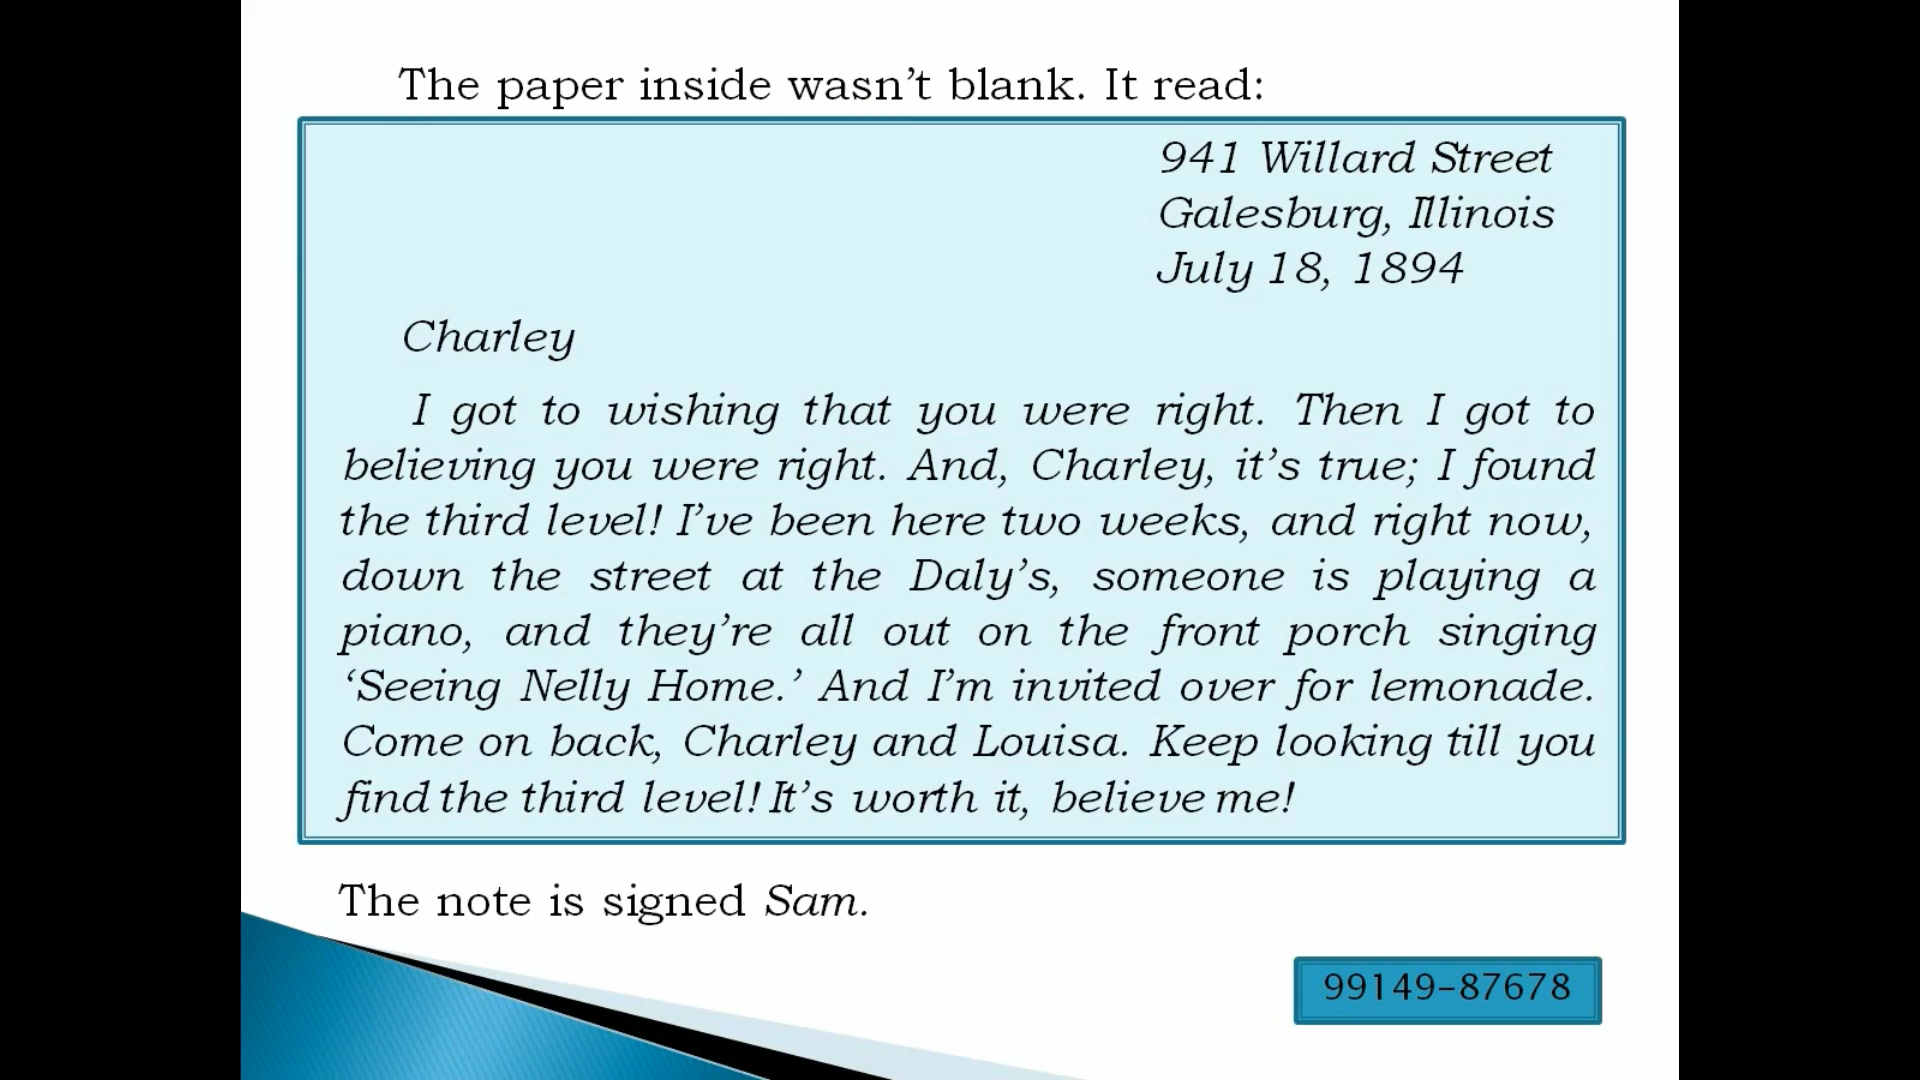 The paper inside wasn’t blank. It read:
941 Willard Street
Galesburg, Illinois
July 18, 1894
Charley
I got to wishing that you were right. Then I got to
believing you were right. And, Charley, it’s true; I found
the third level! I’ve been here two weeks, and right now,
down the street at the Daly’s, someone is playing a
piano, and they’re all out on the front porch singing
‘Seeing Nelly Home.’ And I’m invited over for lemonade.
Come on back, Charley and Louisa. Keep looking till you
find the third level! It’s worth it, believe me!
The note is signed Sam.
99149-87678